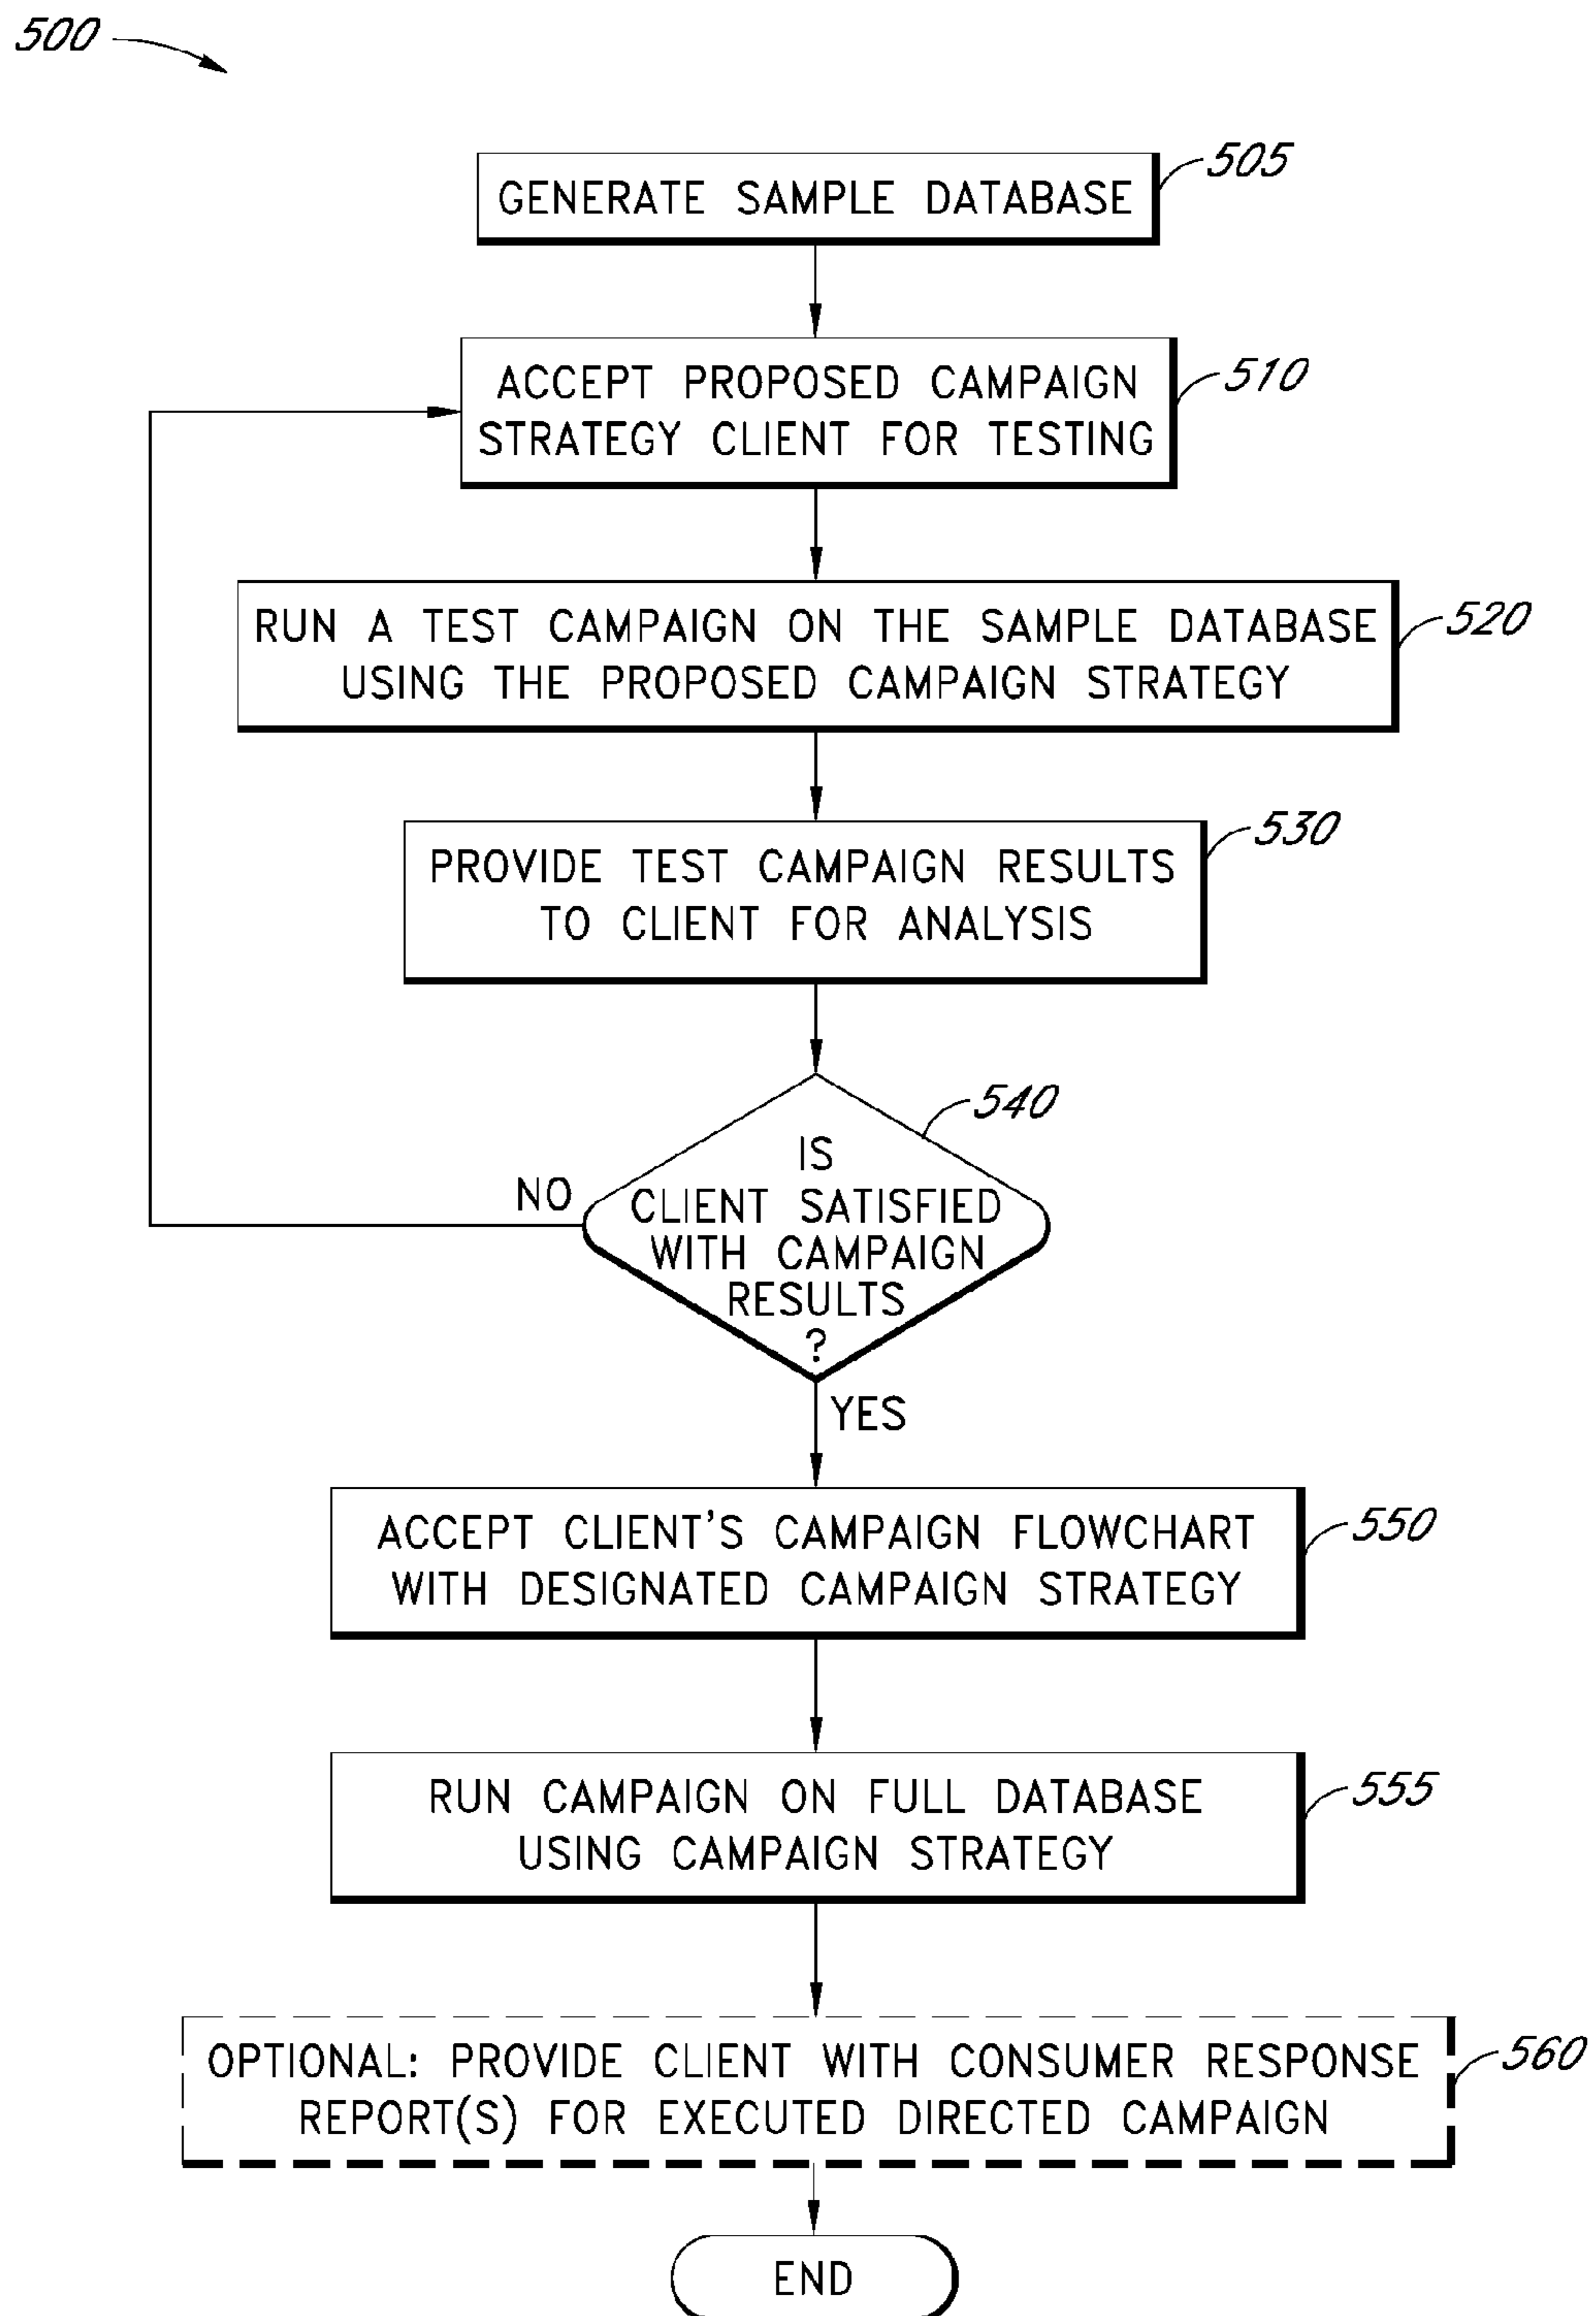 500
GENERATE SAMPLE DATABASE
505
ACCEPT PROPOSED CAMPAIGN
STRATEGY CLIENT FOR TESTING
510
RUN A TEST CAMPAIGN ON THE SAMPLE DATABASE
USING THE PROPOSED CAMPAIGN STRATEGY
520
PROVIDE TEST CAMPAIGN RESULTS
TO CLIENT FOR ANALYSIS
530
IS
CLIENT SATISFIED
WITH CAMPAIGN
RESULTS
?
540
NO
YES
ACCEPT CLIENT'S CAMPAIGN FLOWCHART
WITH DESIGNATED CAMPAIGN STRATEGY
550
RUN CAMPAIGN ON FULL DATABASE
USING CAMPAIGN STRATEGY
555
OPTIONAL: PROVIDE CLIENT WITH CONSUMER RESPONSE
REPORT(S) FOR EXECUTED DIRECTED CAMPAIGN
560
END